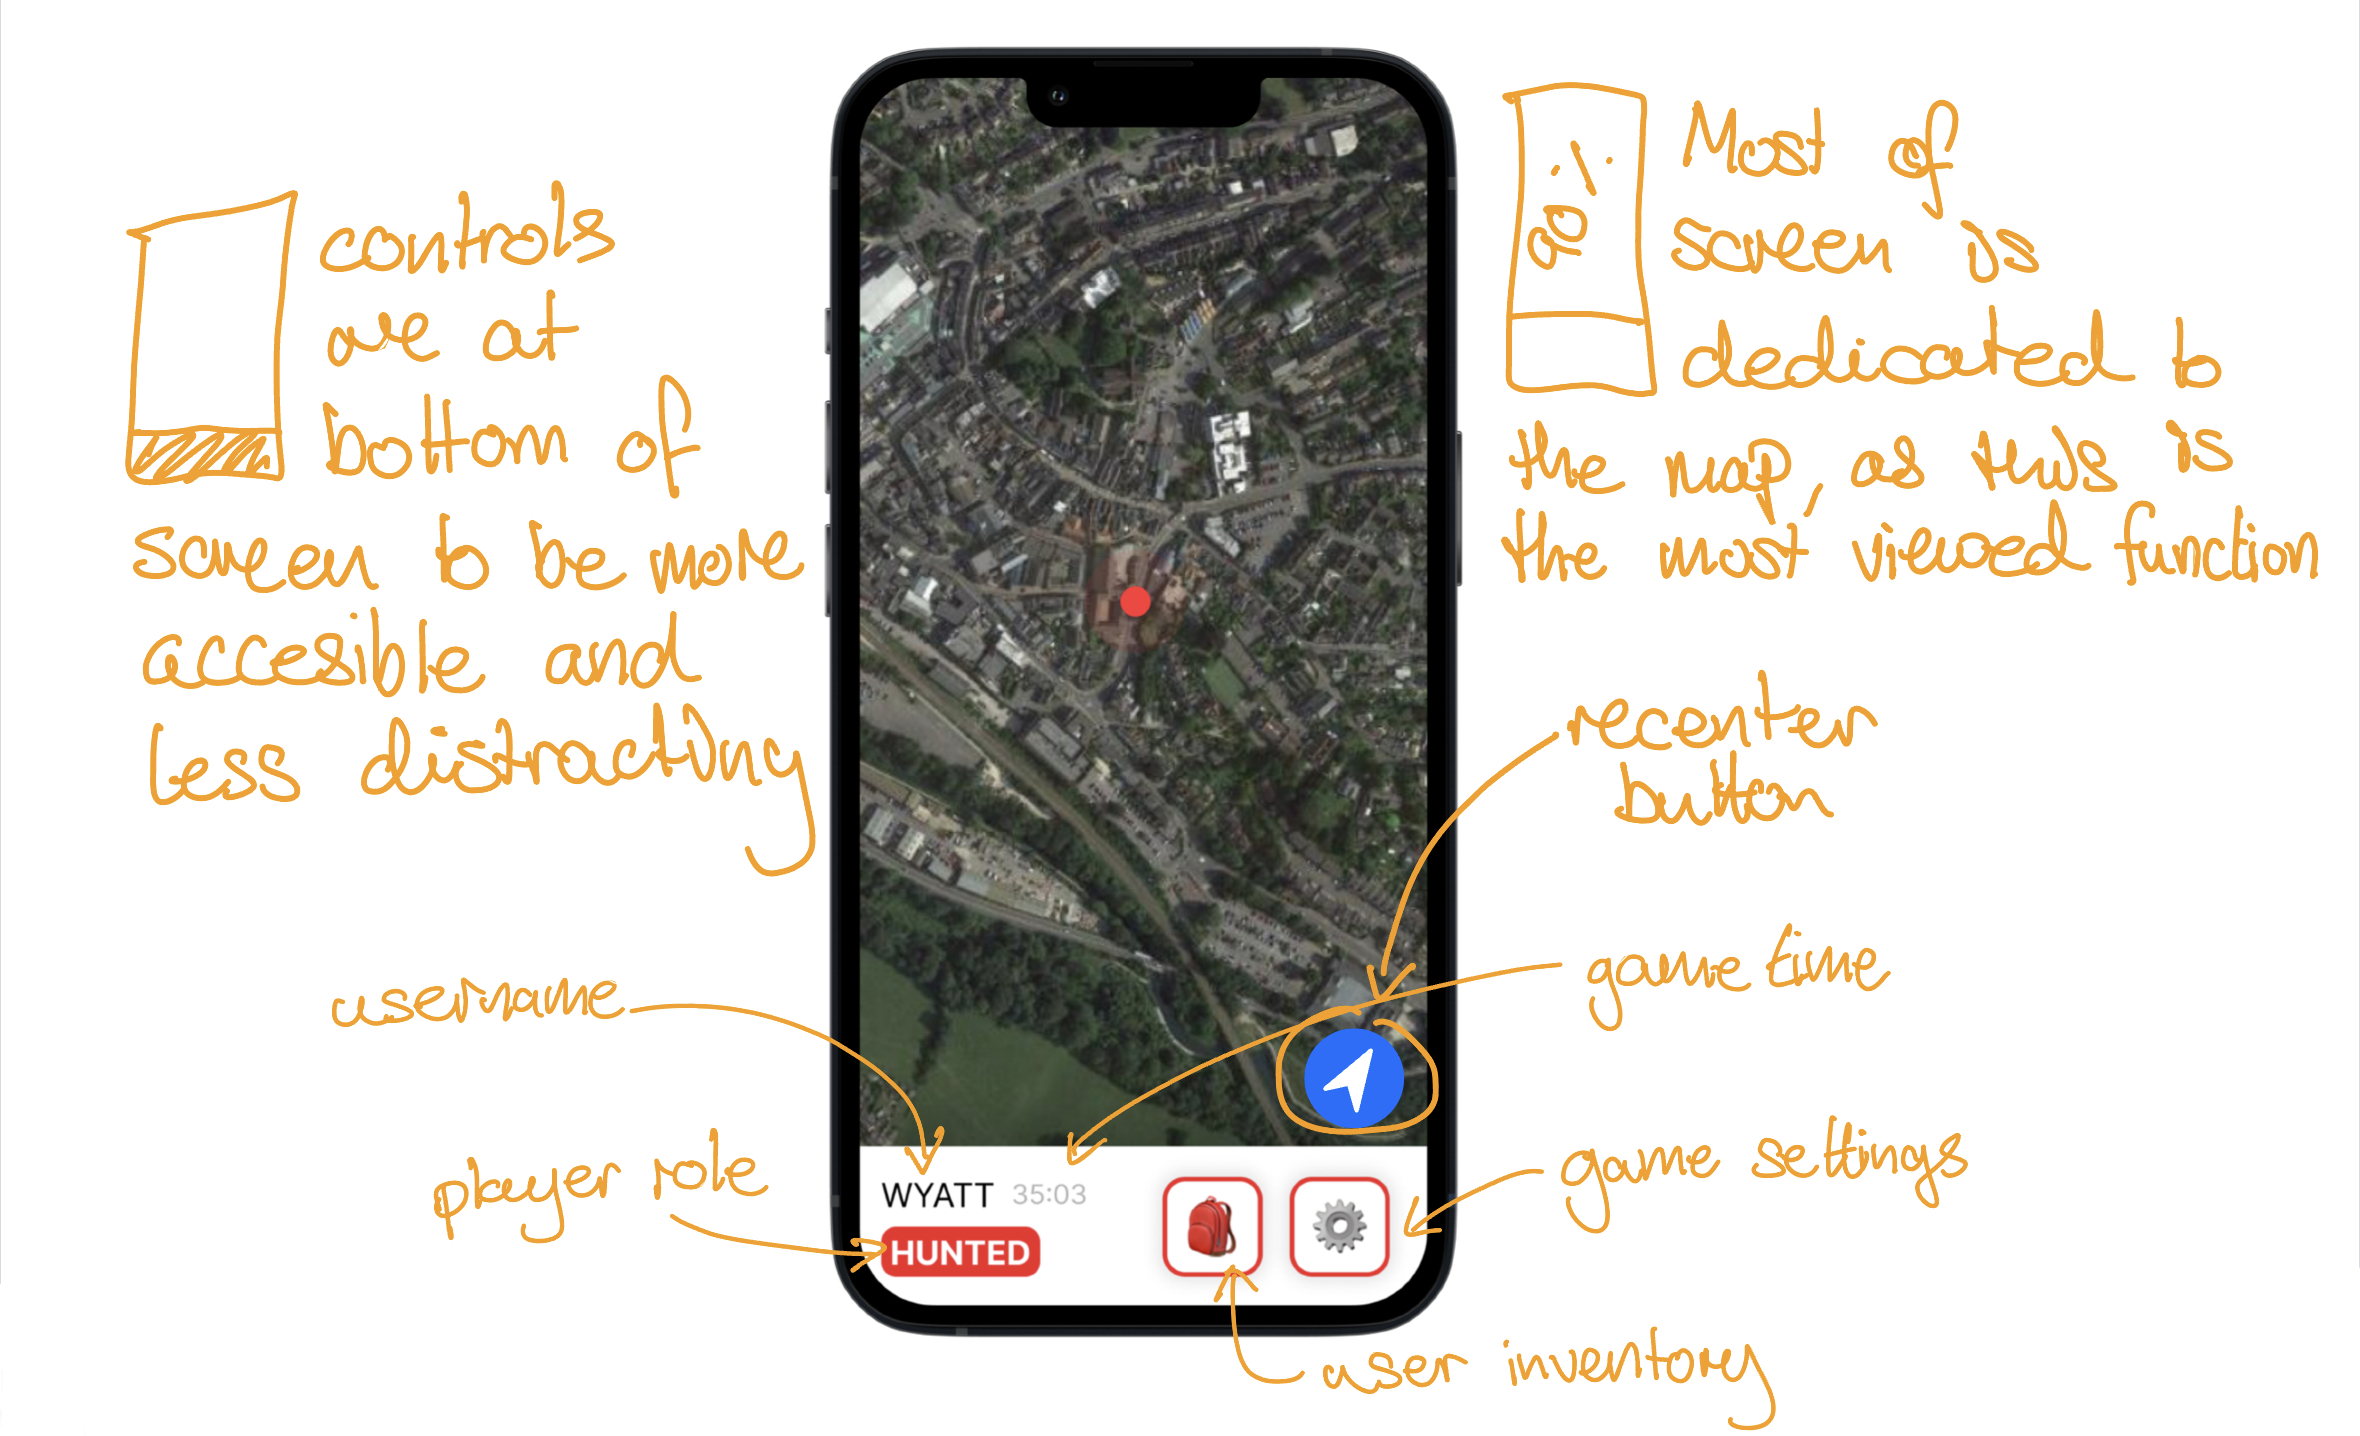 controls
are at
bottom of
screen to be more
accesible and
less distracting
90%
Most of
screen is
dedicated to
the map, as this is
the most viewed function
recenter
button
username
game time
player role
game settings
WYATT 35:03
HUNTED
user inventory